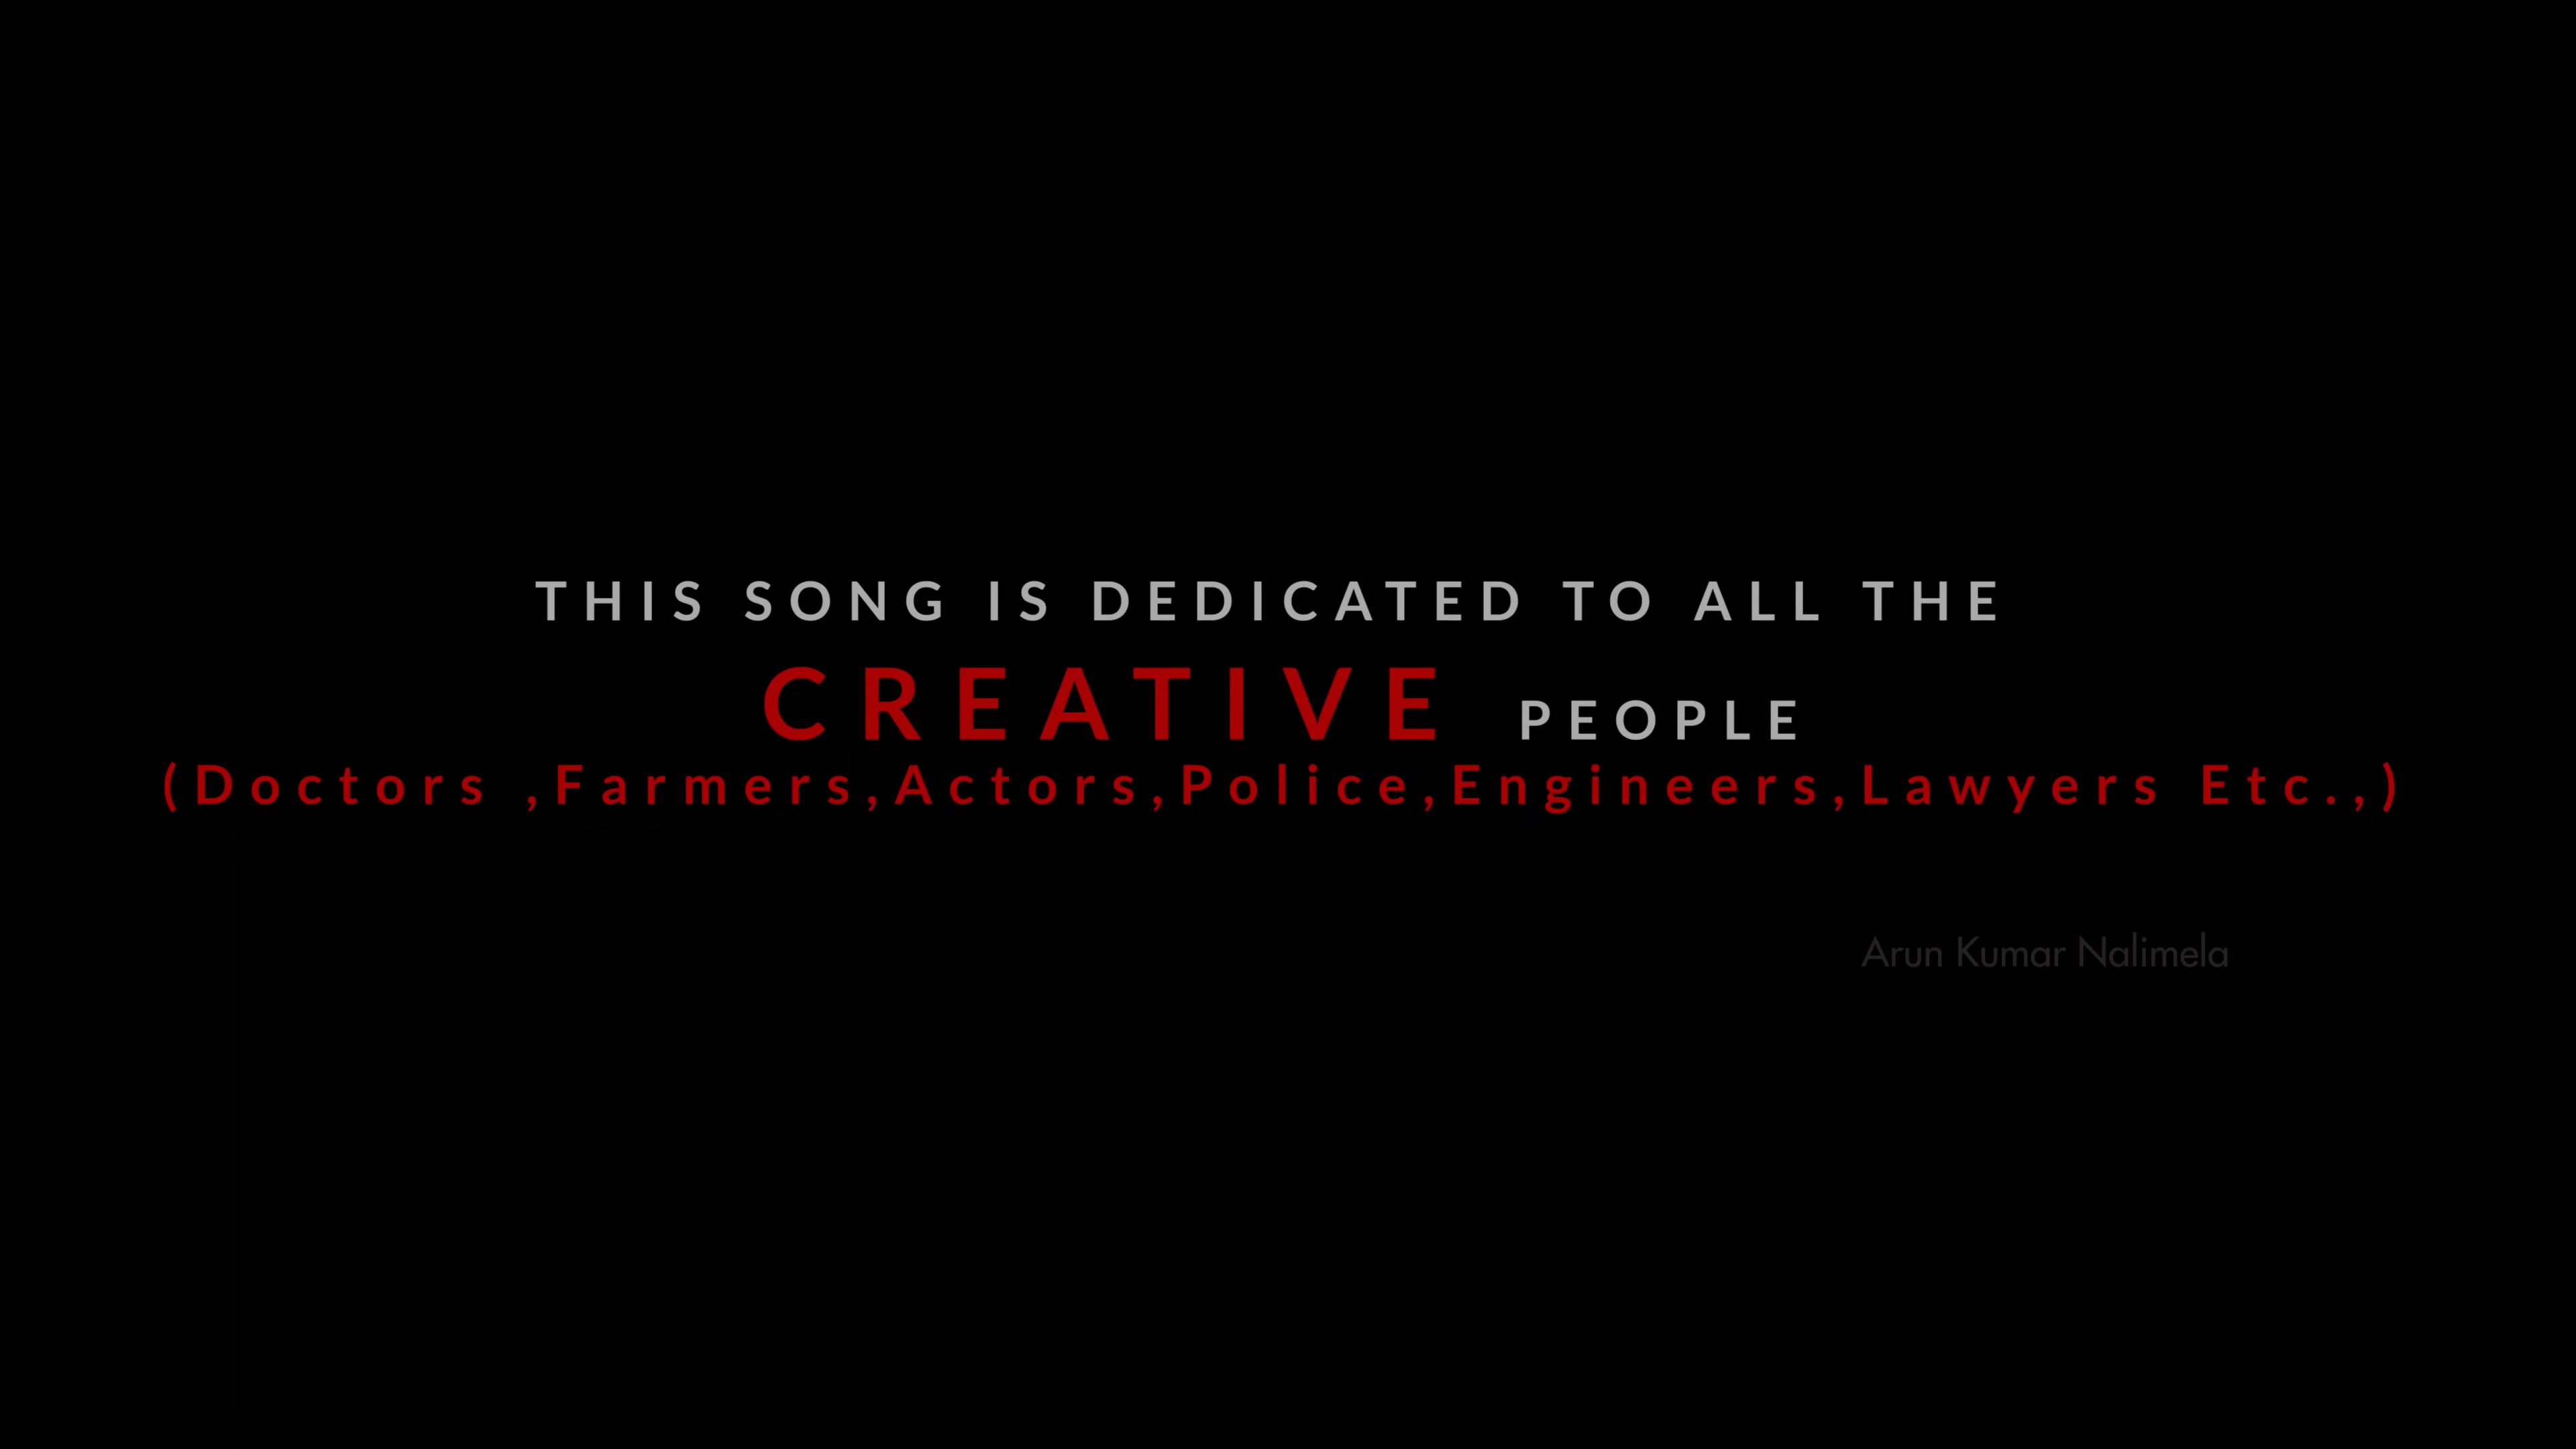 THIS SONG IS DEDICATED TO ALL THE
CREATIVE PEOPLE
(Doctors ,Farmers,Actors,Police,Engineers,Lawyers Etc.,)
Arun Kumar Nalimela